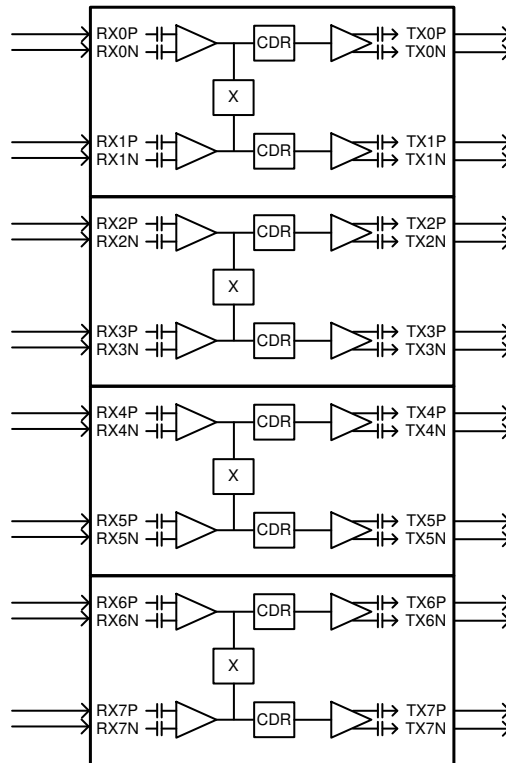 RX0P CDR TX0P
RX0N TX0N
X
RX1P TX1P
RX1N CDR TX1N
RX2P CDR TX2P
RX2N TX2N
X
RX3P TX3P
RX3N CDR TX3N
RX4P CDR TX4P
RX4N TX4N
X
RX5P TX5P
RX5N CDR TX5N
RX6P CDR TX6P
RX6N TX6N
X
RX7P TX7P
RX7N CDR TX7N